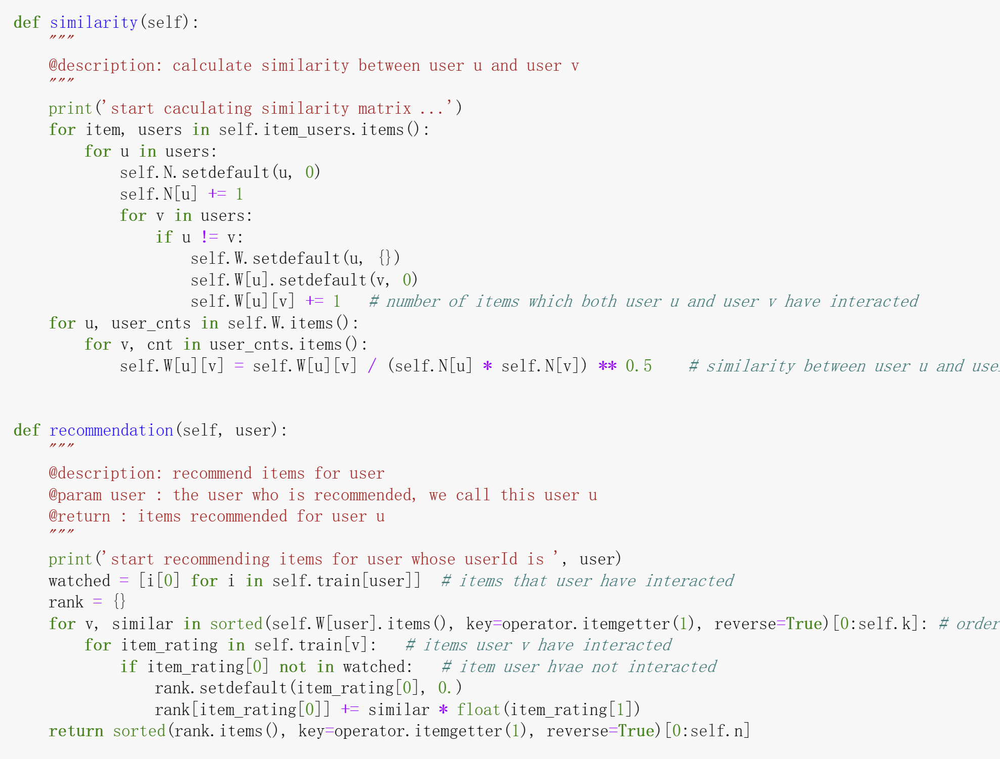 def similarity(self):
    """
    @description: calculate similarity between user u and user v
    """
    print('start caculating similarity matrix ...')
    for item, users in self.item_users.items():
        for u in users:
            self.N.setdefault(u, 0)
            self.N[u] += 1
            for v in users:
                if u != v:
                    self.W.setdefault(u, {})
                    self.W[u].setdefault(v, 0)
                    self.W[u][v] += 1   # number of items which both user u and user v have interacted
    for u, user_cnts in self.W.items():
        for v, cnt in user_cnts.items():
            self.W[u][v] = self.W[u][v] / (self.N[u] * self.N[v]) ** 0.5    # similarity between user u and
def recommendation(self, user):
    """
    @description: recommend items for user
    @param user : the user who is recommended, we call this user u
    @return : items recommended for user u
    """
    print('start recommending items for user whose userId is ', user)
    watched = [i[0] for i in self.train[user]]  # items that user have interacted
    rank = {}
    for v, similar in sorted(self.W[user].items(), key=operator.itemgetter(1), reverse=True)[0:self.k]: # order
        for item_rating in self.train[v]:   # items user v have interacted
            if item_rating[0] not in watched:   # item user hvae not interacted
                rank.setdefault(item_rating[0], 0.)
                rank[item_rating[0]] += similar * float(item_rating[1])
    return sorted(rank.items(), key=operator.itemgetter(1), reverse=True)[0:self.n]